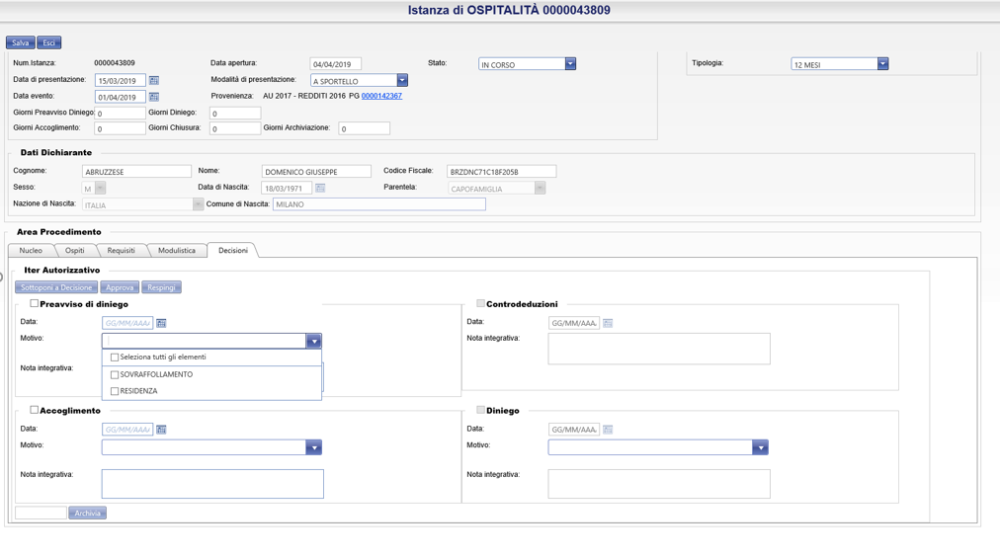 Istanza di OSPITALITÀ 0000043809
Salva Esci
Num.Istanza: 0000043809 Data apertura: 04/04/2019 Stato: IN CORSO Tipologia: 12 MESI
Data di presentazione: 15/03/2019 Modalità di presentazione: A SPORTELLO
Data evento: 01/04/2019 Provenienza: AU 2017 - REDDITI 2016 PG 0000142367
Giorni Preavviso Diniego: 0 Giorni Diniego: 0
Giorni Accoglimento: 0 Giorni Chiusura: 0 Giorni Archiviazione: 0
Dati Dichiarante
Cognome: ABRUZZESE Nome: DOMENICO GIUSEPPE Codice Fiscale: BRZDNC71C18F205B
Sesso: M Data di Nascita: 18/03/1971 Parentela: CAPOFAMIGLIA
Nazione di Nascita: ITALIA Comune di Nascita: MILANO
Area Procedimento
Nucleo Ospiti Requisiti Modulistica Decisioni
Iter Autorizzativo
Sottoponi a Decisione Approva Respingi
Preavviso di diniego Controdeduzioni
Data: GG/MM/AAAA Data: GG/MM/AAAA
Motivo: Nota integrativa:
Seleziona tutti gli elementi
Nota integrativa:
SOVRAFFOLLAMENTO
RESIDENZA
Accoglimento Diniego
Data: GG/MM/AAAA Data: GG/MM/AAAA
Motivo: Motivo:
Nota integrativa: Nota integrativa:
Archivia